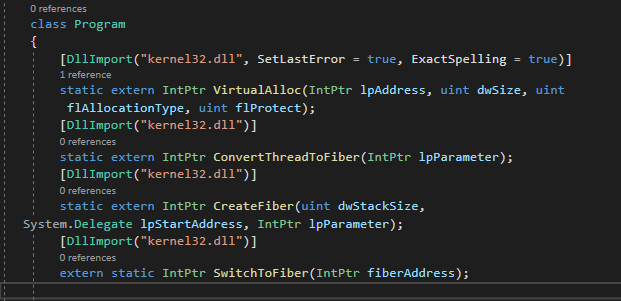 0 references
class Program
{
[DllImport("kernel32.dll", SetLastError = true, ExactSpelling = true)]
1 reference
static extern IntPtr VirtualAlloc(IntPtr lpAddress, uint dwSize, uint
flAllocationType, uint flProtect);
[DllImport("kernel32.dll")]
0 references
static extern IntPtr ConvertThreadToFiber(IntPtr lpParameter);
[DllImport("kernel32.dll")]
0 references
static extern IntPtr CreateFiber(uint dwStackSize,
System.Delegate lpStartAddress, IntPtr lpParameter);
[DllImport("kernel32.dll")]
0 references
extern static IntPtr SwitchToFiber(IntPtr fiberAddress);